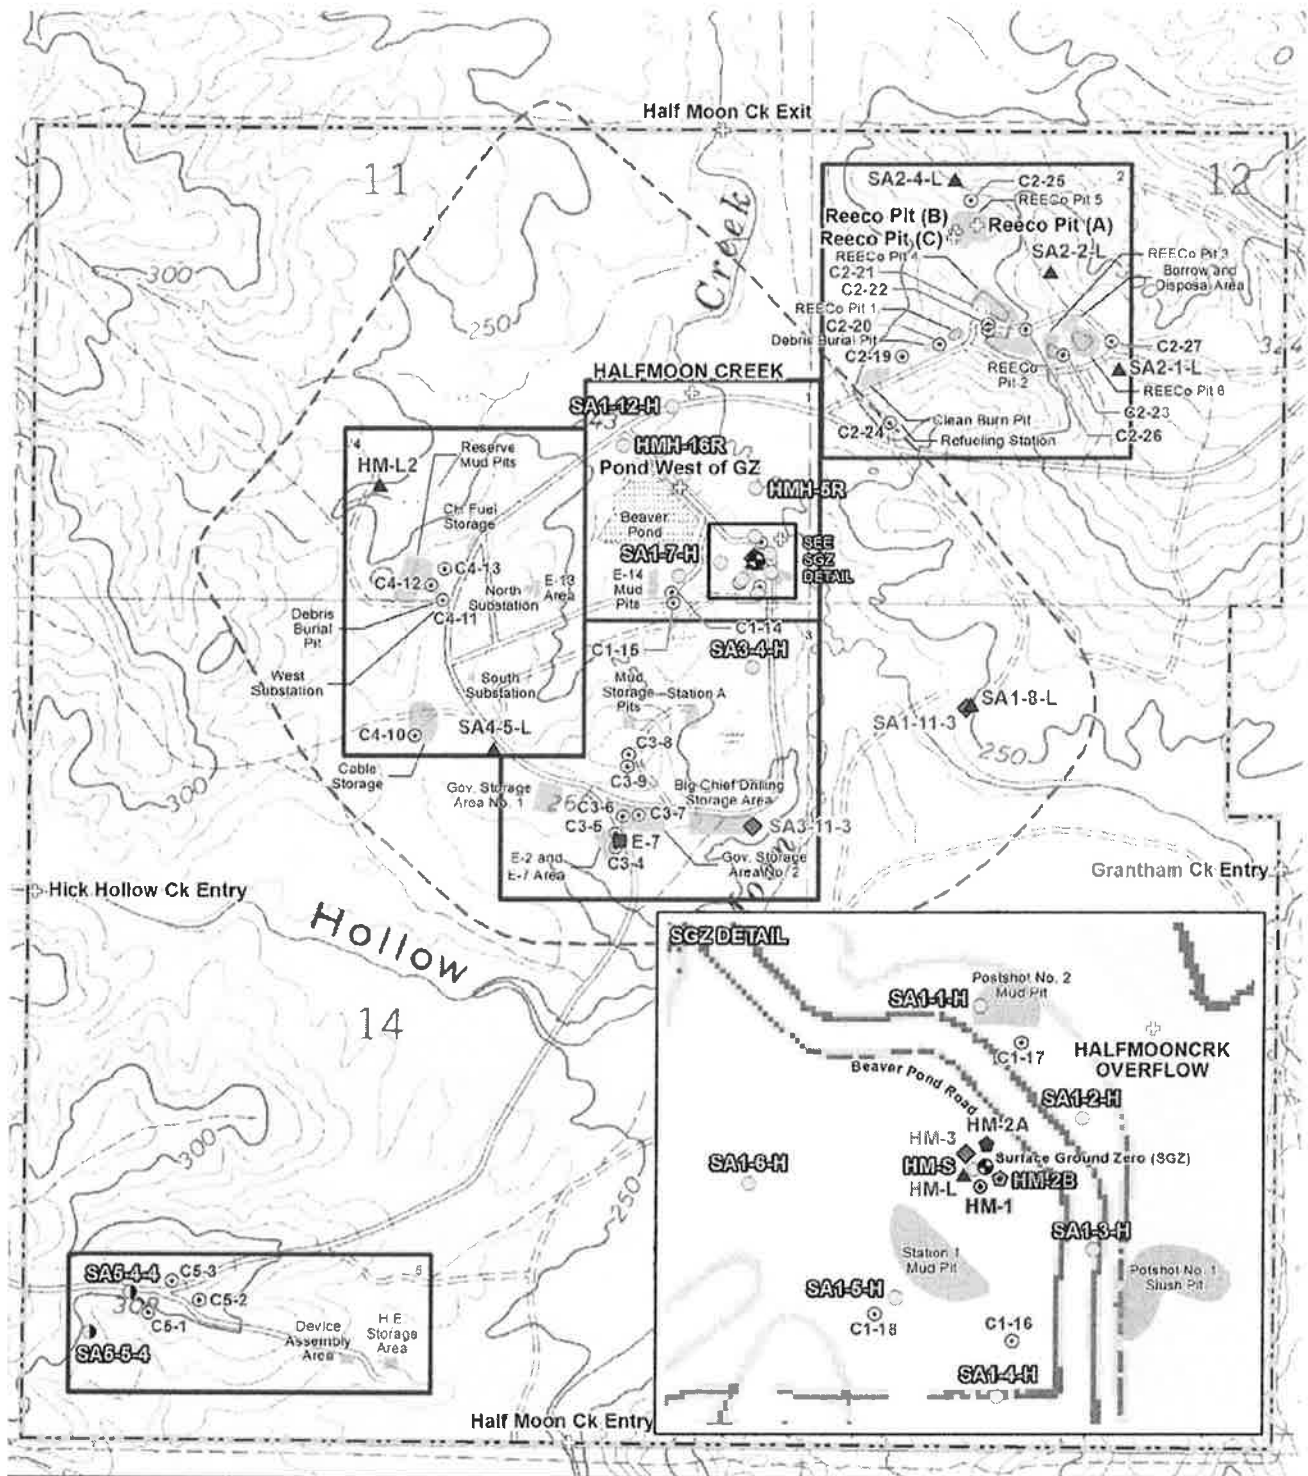 Half Moon Ck Exit
11
12
2
SA2-4-L
C2-25
REECo Pit 5
Reeco Pit (B)
Reeco Pit (A)
Reeco Pit (C)
REECo Pit 4
SA2-2-L
REECo Pit 3
C2-21
Borrow and
Disposal Area
C2-22
REECo Pit 1
C2-20
Debris Burial Pit
C2-19
C2-27
REECo
Pit 2
SA2-1-L
REECo Pit 6
C2-23
C2-24
Clean Burn Pit
C2-26
Refueling Station
Creek
300
250
HALFMOON CREEK
SA1-12-H
HMH-16R
Pond West of GZ
HMH-5R
Beaver
Pond
SA1-7-H
SEE
SGZ
DETAIL
E-14
Mud
Pits
C1-14
C1-15
4
Reserve
Mud Pits
HM-L2
CH Fuel
Storage
C4-13
C4-12
North
Substation
E-13
Area
C4-11
Debris
Burial
Pit
West
Substation
South
Substation
SA4-5-L
C4-10
Cable
Storage
3
SA3-4-H
Mud
Storage
Pits
Station A
C3-8
C3-9
Gov. Storage
Area No. 1
Big Chief Drilling
Storage Area
C3-6
C3-7
C3-5
SA3-11-3
E-7
C3-4
E-2 and
E-7 Area
Gov. Storage
Area No. 2
SA1-8-L
SA1-11-3
250
300
Grantham Ck Entry
Hick Hollow Ck Entry
Hollow
14
300
250
SGZ DETAIL
Postshot No. 2
Mud Pit
SA1-1-H
C1-17
HALFMOONCRK
OVERFLOW
Beaver Pond Road
SA1-2-H
HM-2A
HM-3
Surface Ground Zero (SGZ)
SA1-6-H
HM-S
HM-2B
HM-L
HM-1
SA1-3-H
Station 1
Mud Pit
Potshot No. 1
Slush Pit
SA1-5-H
C1-18
C1-16
SA1-4-H
5
SA5-4-4
C5-3
C5-2
300
C5-1
SA5-5-4
Device
Assembly
Area
H E
Storage
Area
Half Moon Ck Entry